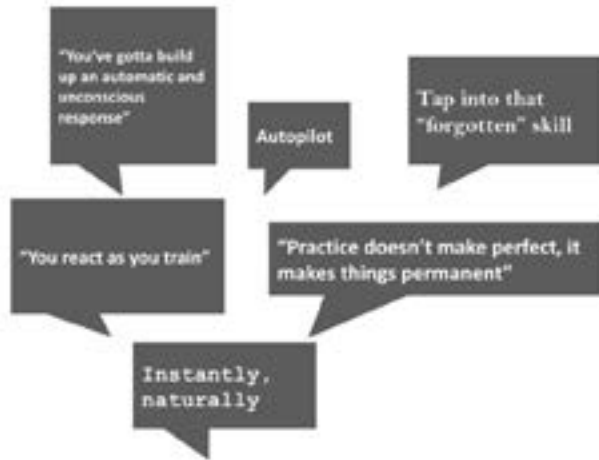 “You’ve gotta build
up an automatic and
unconscious
response”
Autopilot
Tap into that
“forgotten” skill
“You react as you train”
“Practice doesn’t make perfect, it
makes things permanent”
Instantly,
naturally